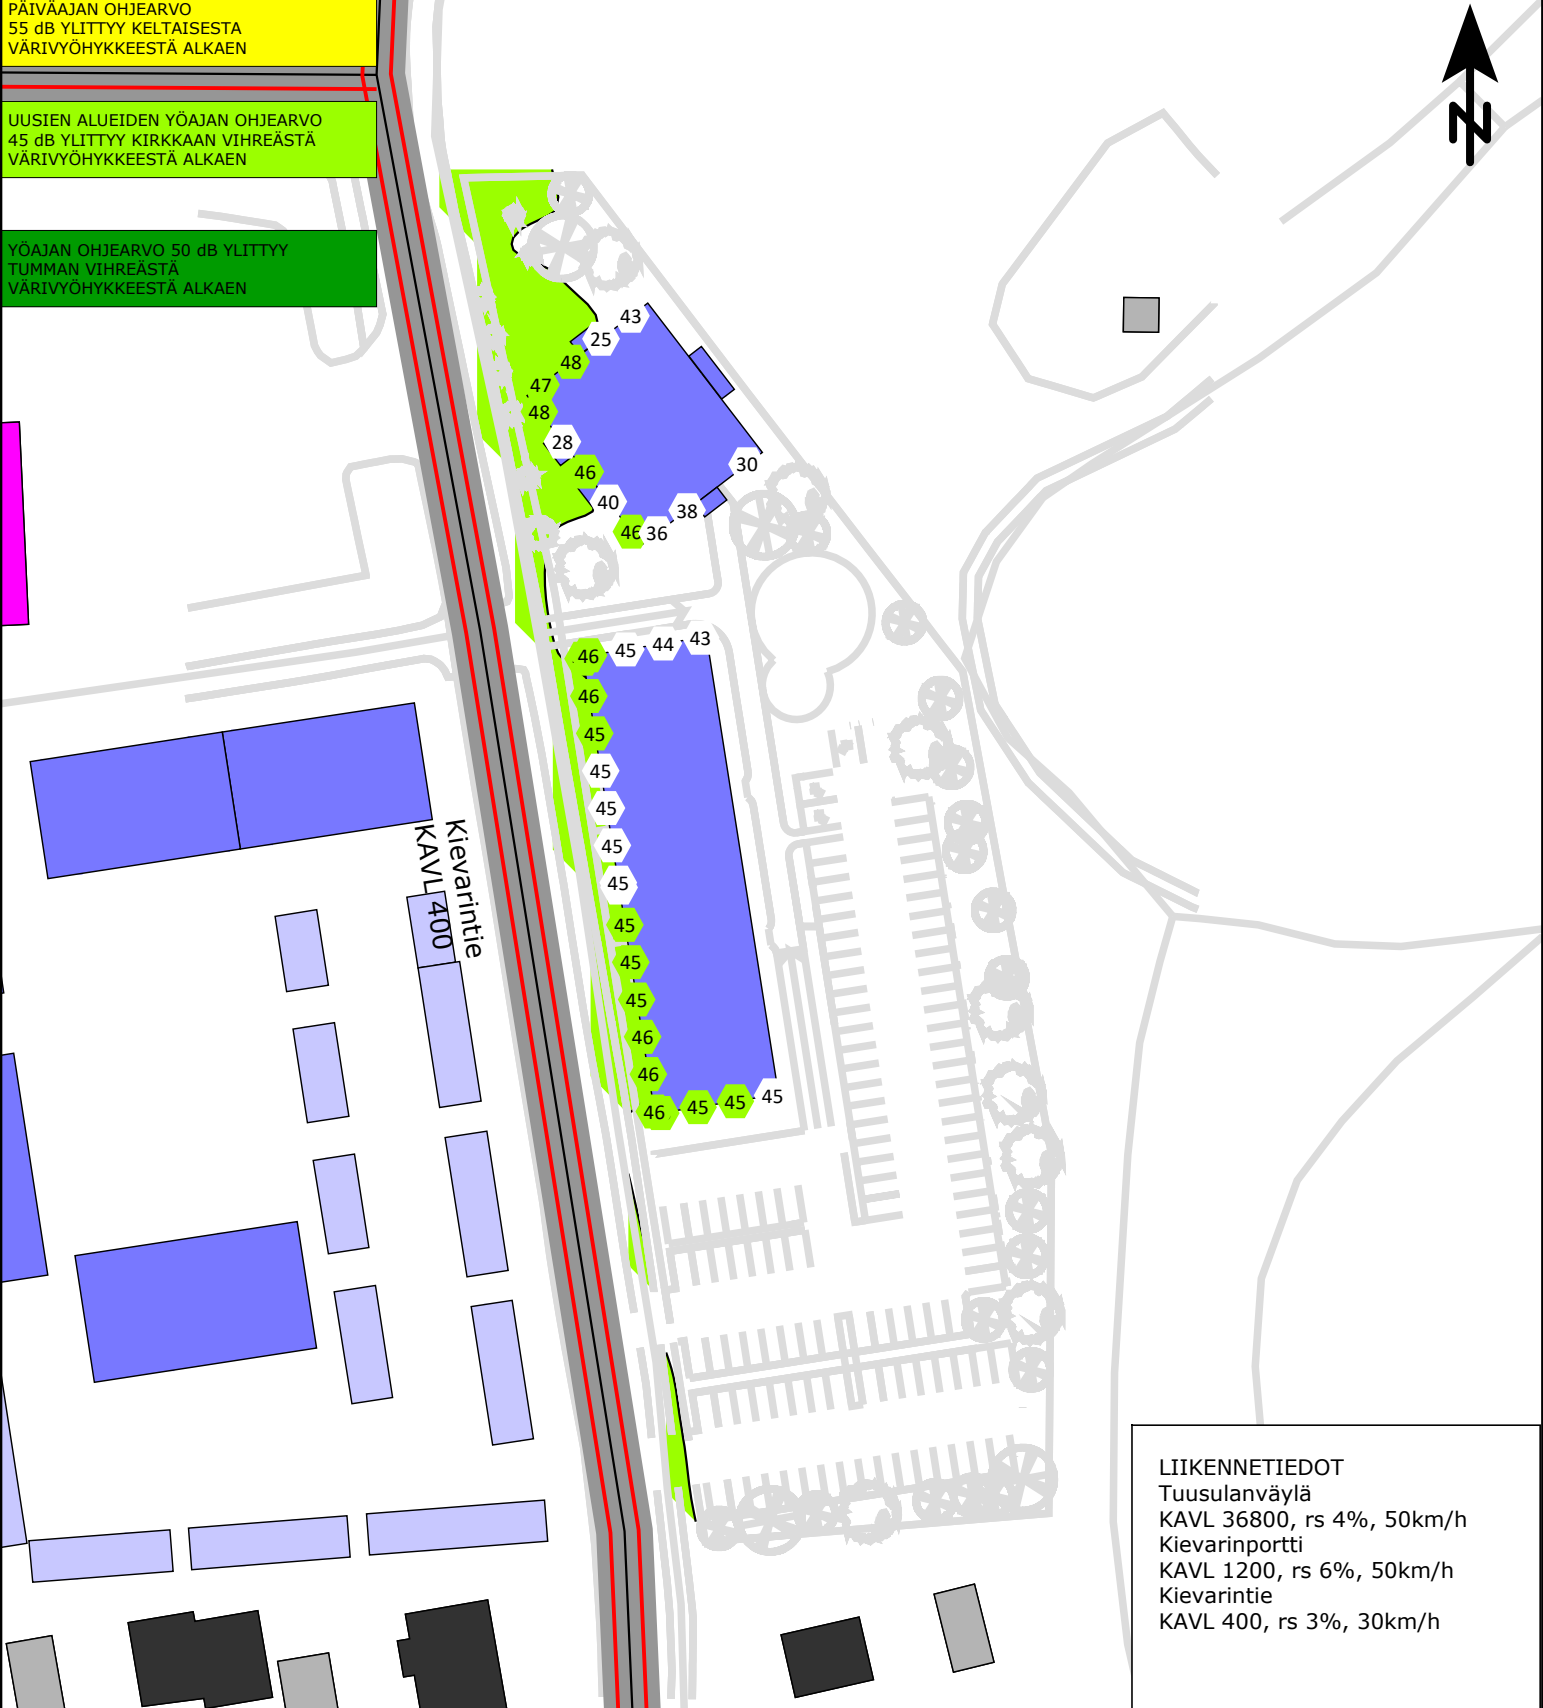 PÄIVÄAJAN OHJEARVO
55 dB YLITTYY KELTAISESTA
VÄRIVYÖHYKKEESTÄ ALKAEN
UUSIEN ALUEIDEN YÖAJAN OHJEARVO
45 dB YLITTYY KIRKKAAN VIHREÄSTÄ
VÄRIVYÖHYKKEESTÄ ALKAEN
YÖAJAN OHJEARVO 50 dB YLITTYY
TUMMAN VIHREÄSTÄ
VÄRIVYÖHYKKEESTÄ ALKAEN
N
43
25
48
47
48
28
46
30
40
38
46
36
46
45
44
43
46
45
45
45
45
45
45
45
45
46
46
46
45
45
45
Kievarintie
KAVL 400
LIIKENNETIEDOT
Tuusulanväylä
KAVL 36800, rs 4%, 50km/h
Kievarinportti
KAVL 1200, rs 6%, 50km/h
Kievarintie
KAVL 400, rs 3%, 30km/h